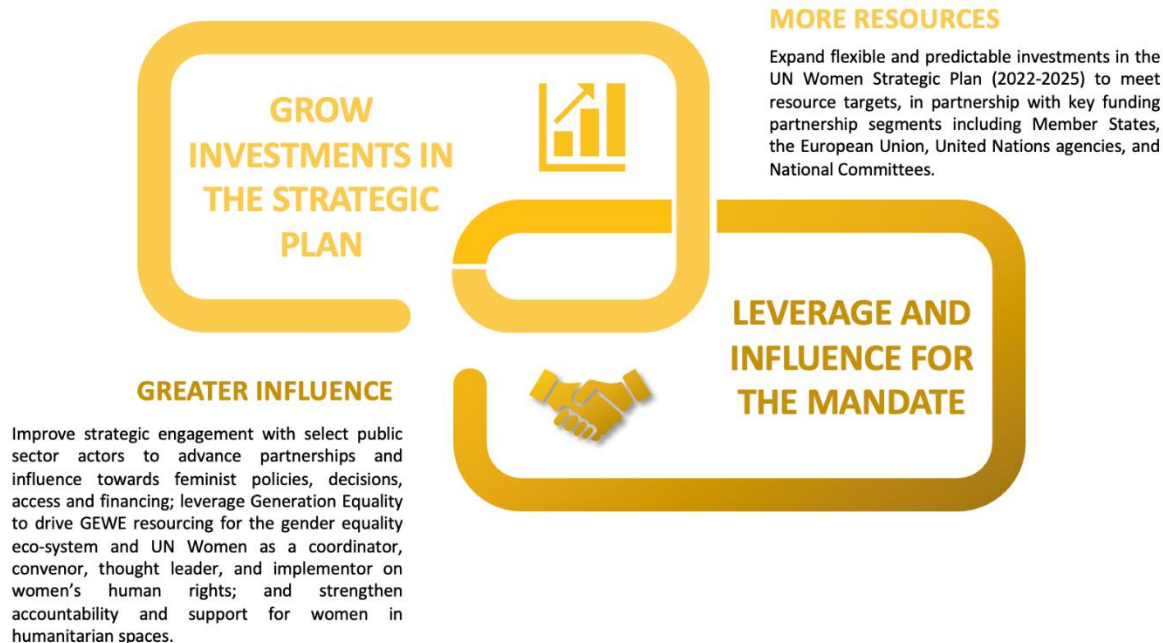 MORE RESOURCES
Expand flexible and predictable investments in the
UN Women Strategic Plan (2022-2025) to meet
resource targets, in partnership with key funding
partnership segments including Member States,
the European Union, United Nations agencies, and
National Committees.
GROW
INVESTMENTS IN
THE STRATEGIC
PLAN
LEVERAGE AND
INFLUENCE FOR
THE MANDATE
GREATER INFLUENCE
Improve strategic engagement with select public
sector actors to advance partnerships and
influence towards feminist policies, decisions,
access and financing; leverage Generation Equality
to drive GEWE resourcing for the gender equality
eco-system and UN Women as a coordinator,
convenor, thought leader, and implementor on
women's human rights; and strengthen
accountability and support for women in
humanitarian spaces.